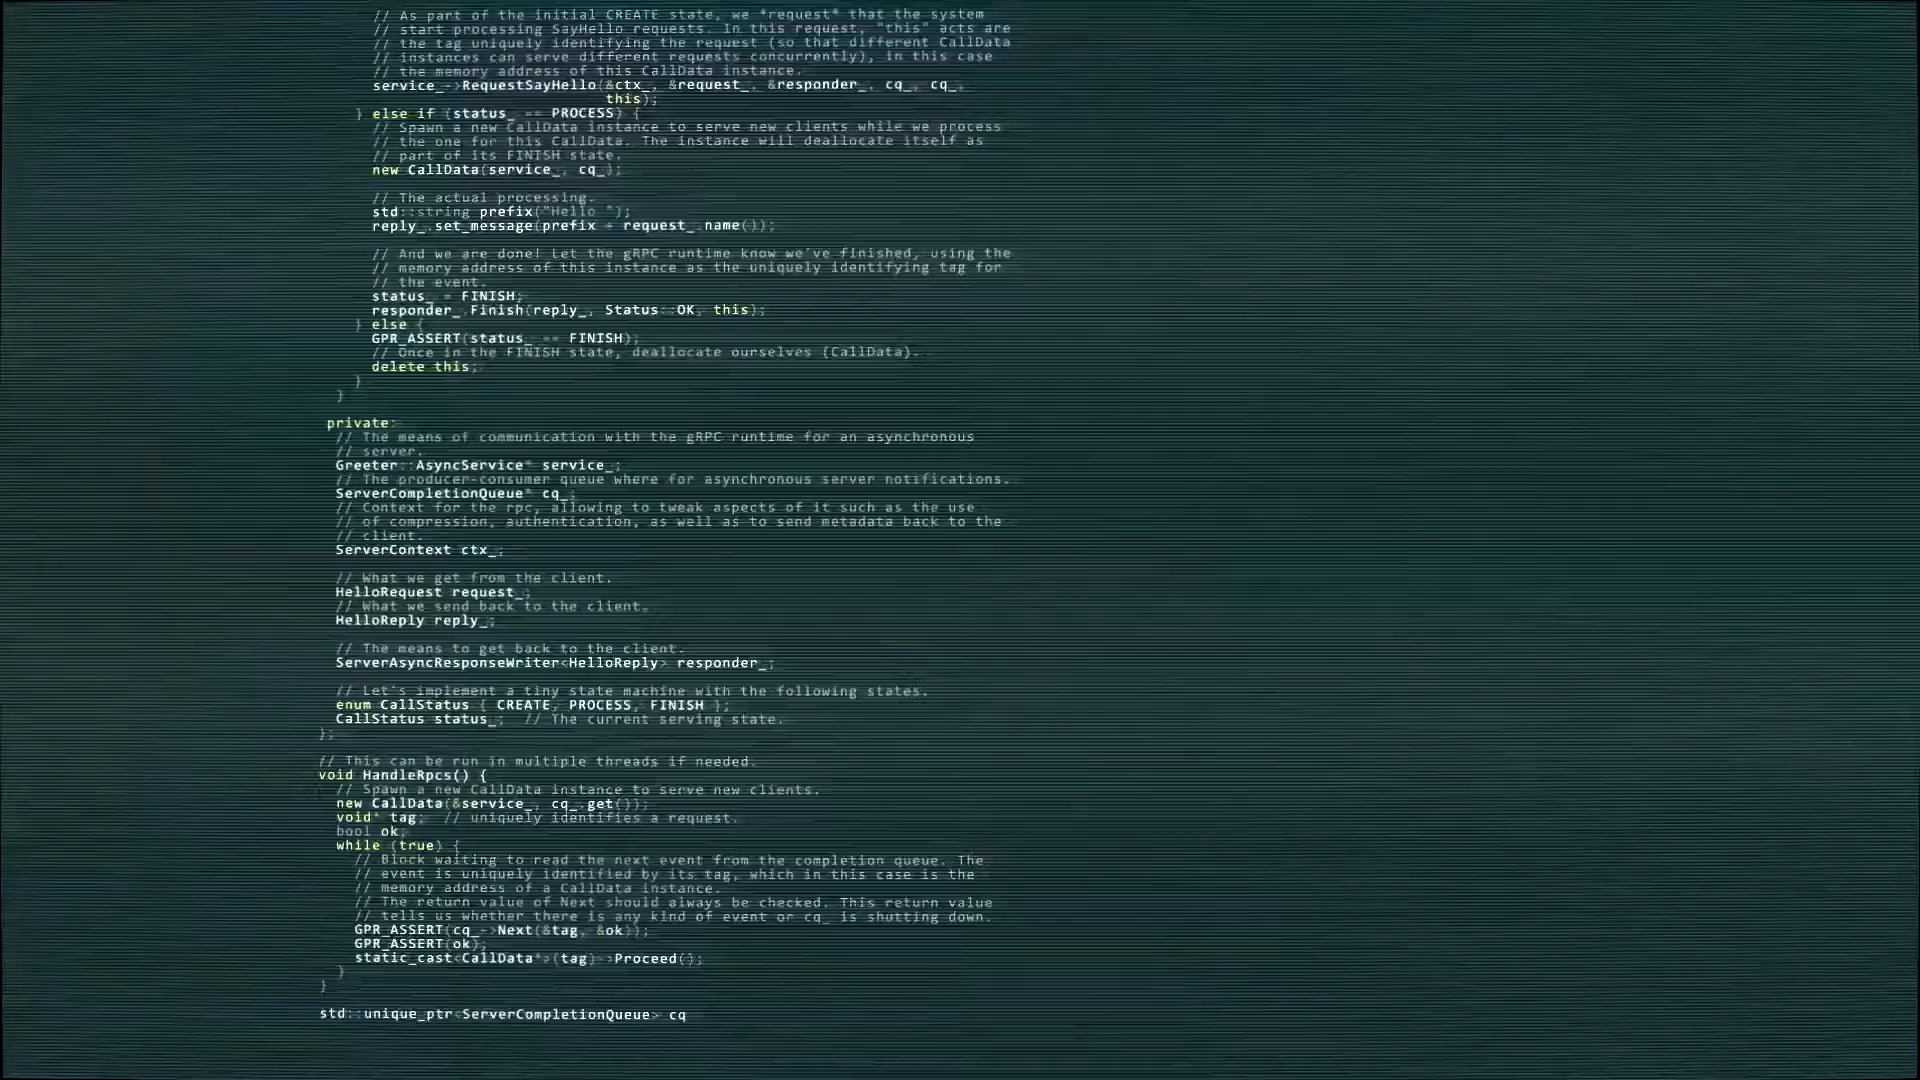 // As part of the initial CREATE state, we *request* that the system
// start processing SayHello requests. In this request, "this" acts are
// the tag uniquely identifying the request (so that different CallData
// instances can serve different requests concurrently), in this case
// the memory address of this CallData instance.
service_->RequestSayHello(&ctx_, &request_, &responder_, cq_, cq_,
this);
} else if (status_ == PROCESS) {
// Spawn a new CallData instance to serve new clients while we process
// the one for this CallData. The instance will deallocate itself as
// part of its FINISH state.
new CallData(service_, cq_);
// The actual processing.
std::string prefix("Hello ");
reply_.set_message(prefix + request_.name());
// And we are done! Let the gRPC runtime know we've finished, using the
// memory address of this instance as the uniquely identifying tag for
// the event.
status_ = FINISH;
responder_.Finish(reply_, Status::OK, this);
} else {
GPR_ASSERT(status_ == FINISH);
// Once in the FINISH state, deallocate ourselves (CallData).
delete this;
}
}
private:
// The means of communication with the gRPC runtime for an asynchronous
// server.
Greeter::AsyncService* service_;
// The producer-consumer queue where for asynchronous server notifications.
ServerCompletionQueue* cq_;
// Context for the rpc, allowing to tweak aspects of it such as the use
// of compression, authentication, as well as to send metadata back to the
// client.
ServerContext ctx_;
// What we get from the client.
HelloRequest request_;
// What we send back to the client.
HelloReply reply_;
// The means to get back to the client.
ServerAsyncResponseWriter<HelloReply> responder_;
// Let's implement a tiny state machine with the following states.
enum CallStatus { CREATE, PROCESS, FINISH };
CallStatus status_;  // The current serving state.
};
// This can be run in multiple threads if needed.
void HandleRpcs() {
// Spawn a new CallData instance to serve new clients.
new CallData(&service_, cq_.get());
void* tag;  // uniquely identifies a request.
bool ok;
while (true) {
// Block waiting to read the next event from the completion queue. The
// event is uniquely identified by its tag, which in this case is the
// memory address of a CallData instance.
// The return value of Next should always be checked. This return value
// tells us whether there is any kind of event or cq_ is shutting down.
GPR_ASSERT(cq_->Next(&tag, &ok));
GPR_ASSERT(ok);
static_cast<CallData*>(tag)->Proceed();
}
}
std::unique_ptr<ServerCompletionQueue> cq